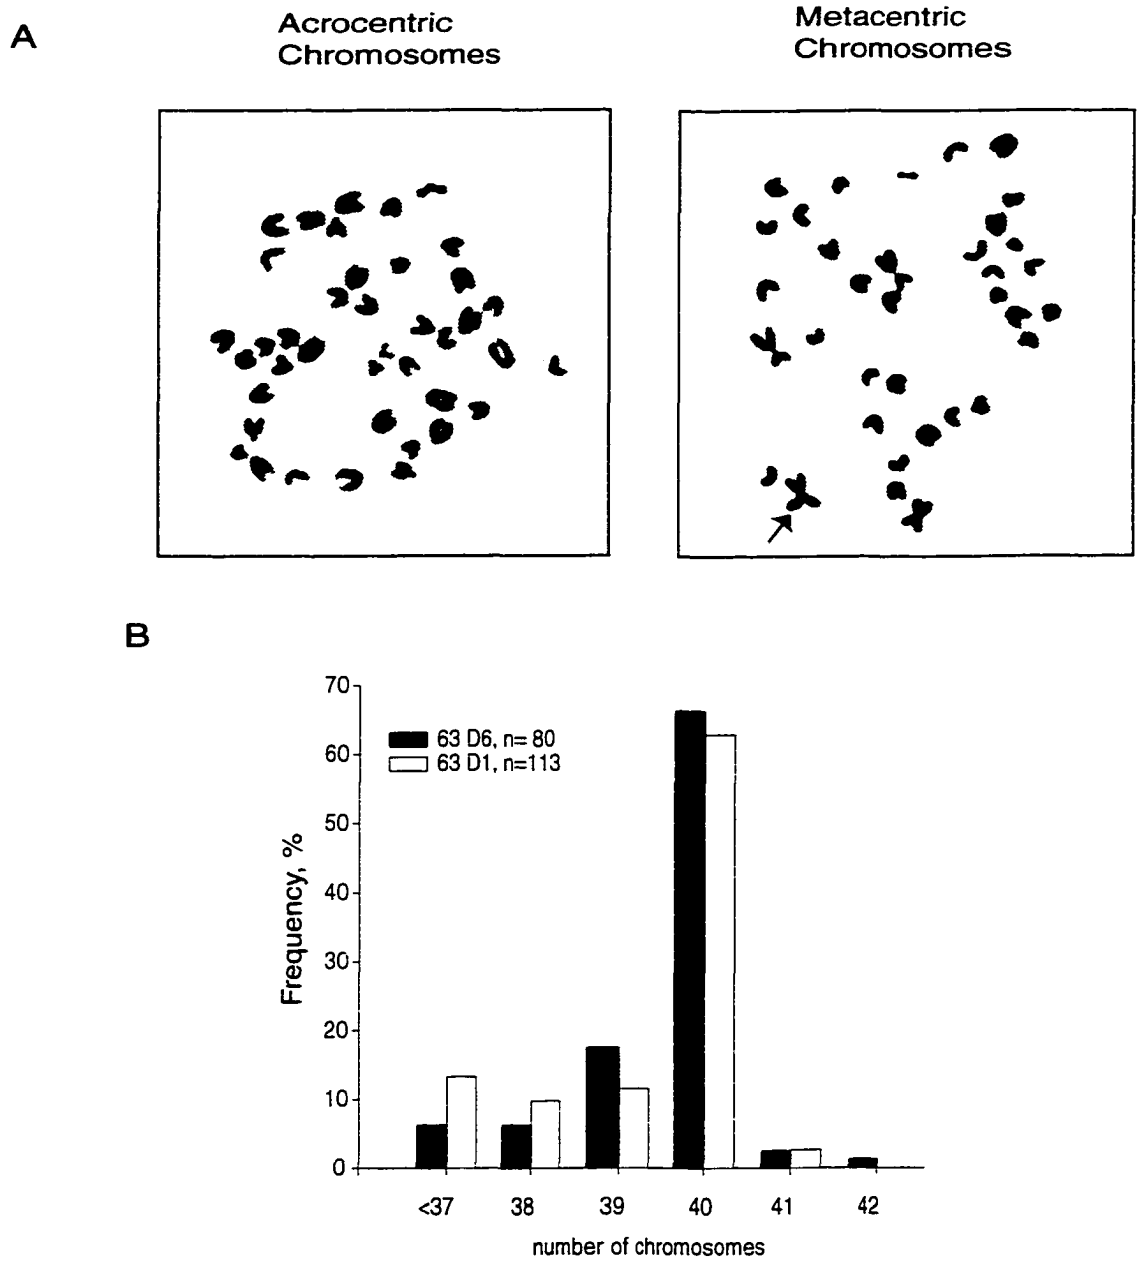 A
Acrocentric
Chromosomes
Metacentric
Chromosomes
B
70
60
50
40
30
20
10
0
Frequency, %
63 D6, n= 80
63 D1, n=113
<37 38 39 40 41 42
number of chromosomes